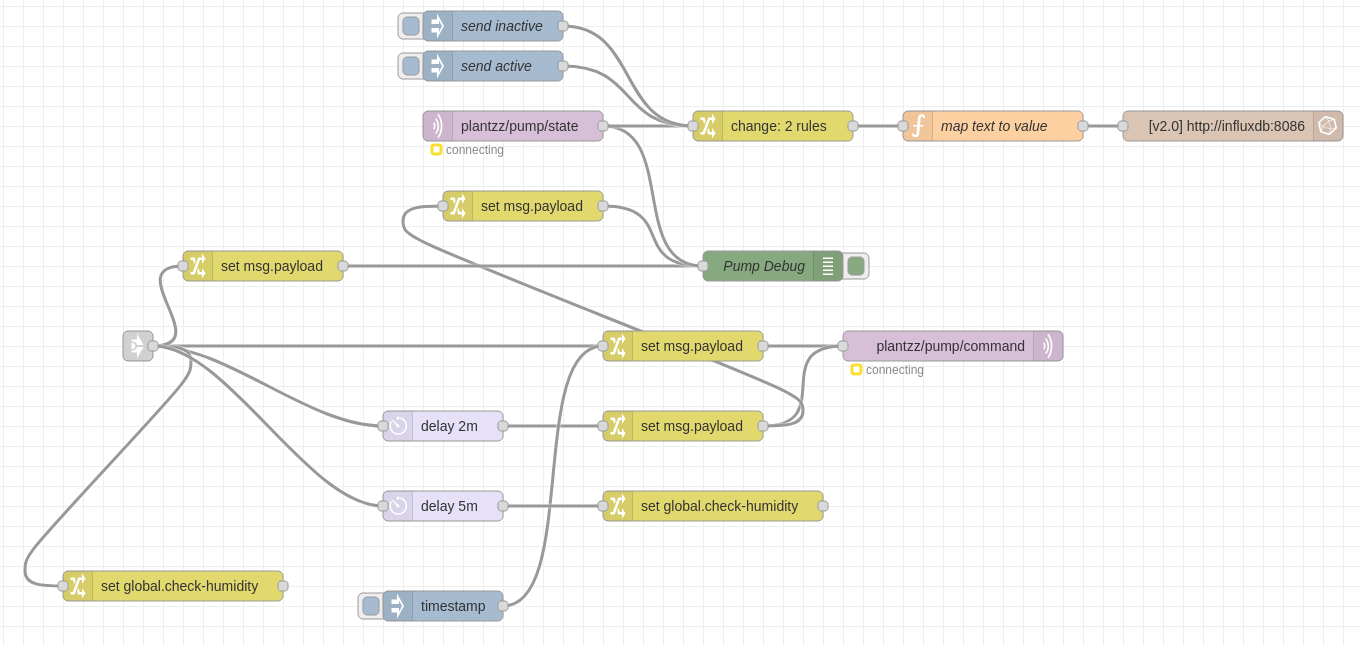 send inactive
send active
plantzz/pump/state
connecting
change: 2 rules
map text to value
[v2.0] http://influxdb:8086
set msg.payload
set msg.payload
Pump Debug
set msg.payload
plantzz/pump/command
connecting
delay 2m
set msg.payload
delay 5m
set global.check-humidity
set global.check-humidity
timestamp